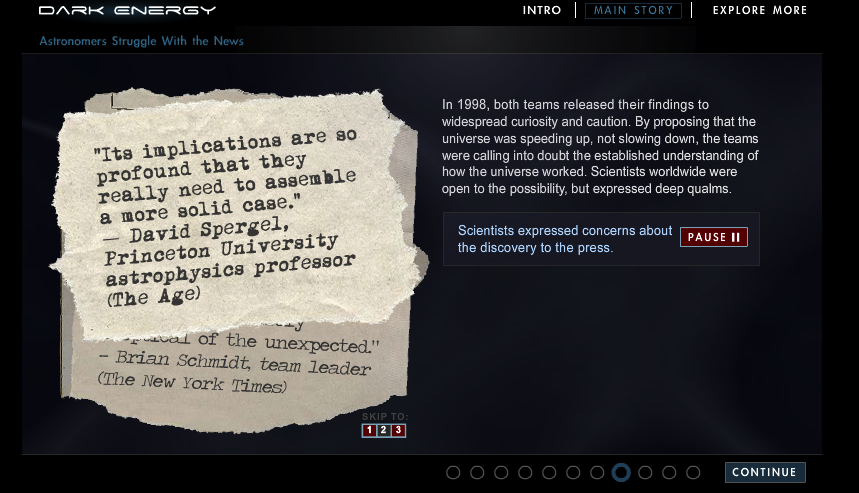 DARK ENERGY
INTRO
MAIN STORY
EXPLORE MORE
Astronomers Struggle With the News
"Its implications are so
profound that they
really need to assemble
a more solid case."
— David Spergel,
Princeton University
astrophysics professor
(The Age)
of the unexpected."
– Brian Schmidt, team leader
(The New York Times)
SKIP TO:
1 2 3
In 1998, both teams released their findings to
widespread curiosity and caution. By proposing that the
universe was speeding up, not slowing down, the teams
were calling into doubt the established understanding of
how the universe worked. Scientists worldwide were
open to the possibility, but expressed deep qualms.
Scientists expressed concerns about
the discovery to the press.
PAUSE
CONTINUE